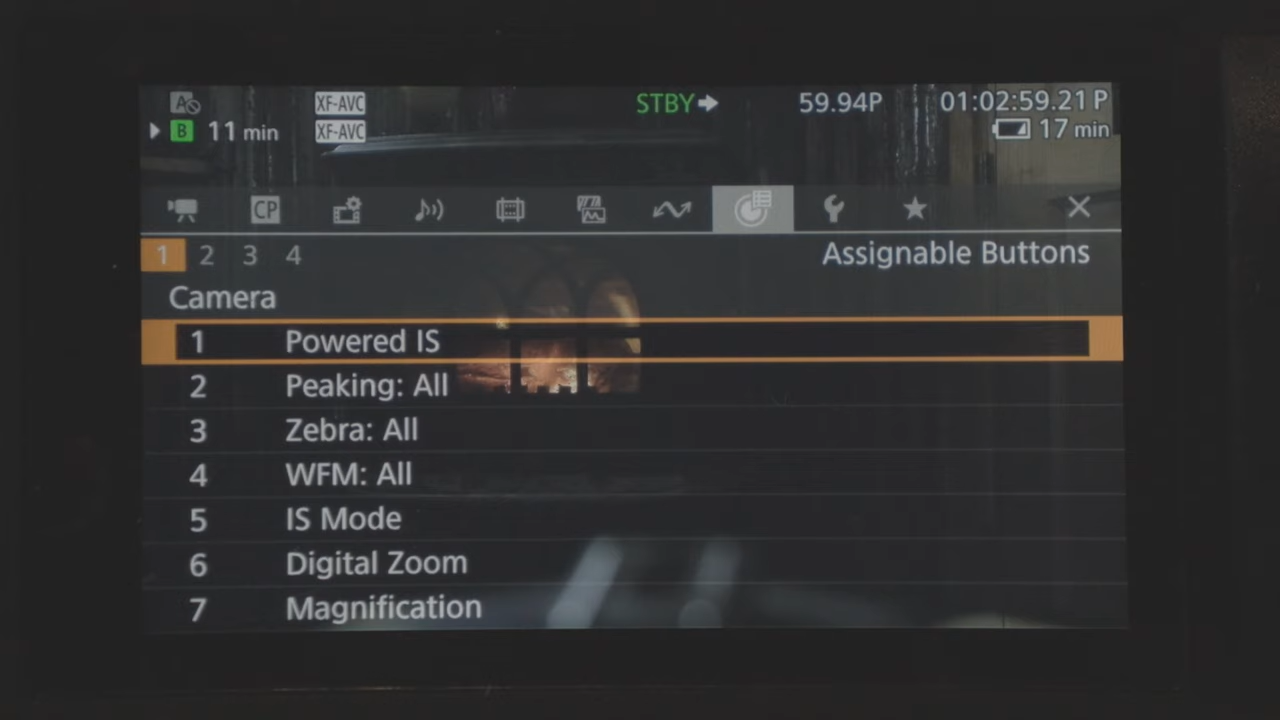 A XF-AVC STBY 59.94P 01:02:59.21 P
B 11 min XF-AVC 17 min
CP
1 2 3 4 Assignable Buttons
Camera
1 Powered IS
2 Peaking: All
3 Zebra: All
4 WFM: All
5 IS Mode
6 Digital Zoom
7 Magnification